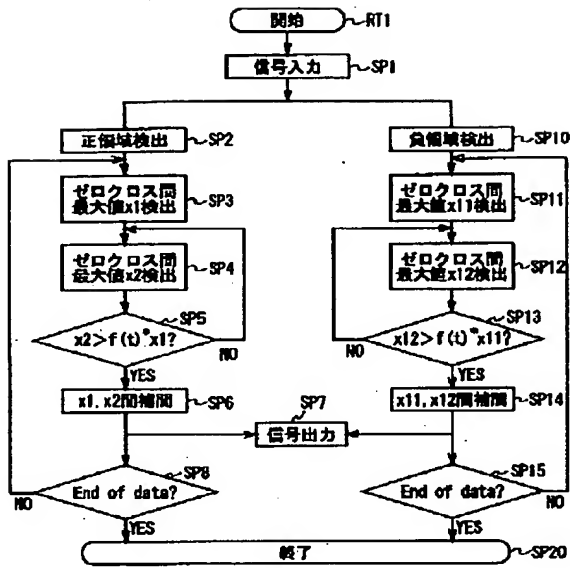 開始
RT1
信号入力
SP1
正領域検出
SP2
負領域検出
SP10
ゼロクロス間
最大値x1検出
SP3
ゼロクロス間
最大値x11検出
SP11
ゼロクロス間
最大値x2検出
SP4
ゼロクロス間
最大値x12検出
SP12
SP5
x2>f(t)*x1?
NO
YES
SP13
x12>f(t)*x11?
NO
YES
x1,x2間補間
SP6
SP7
信号出力
x11,x12間補間
SP14
SP8
End of data?
NO
YES
SP15
End of data?
NO
YES
終了
SP20